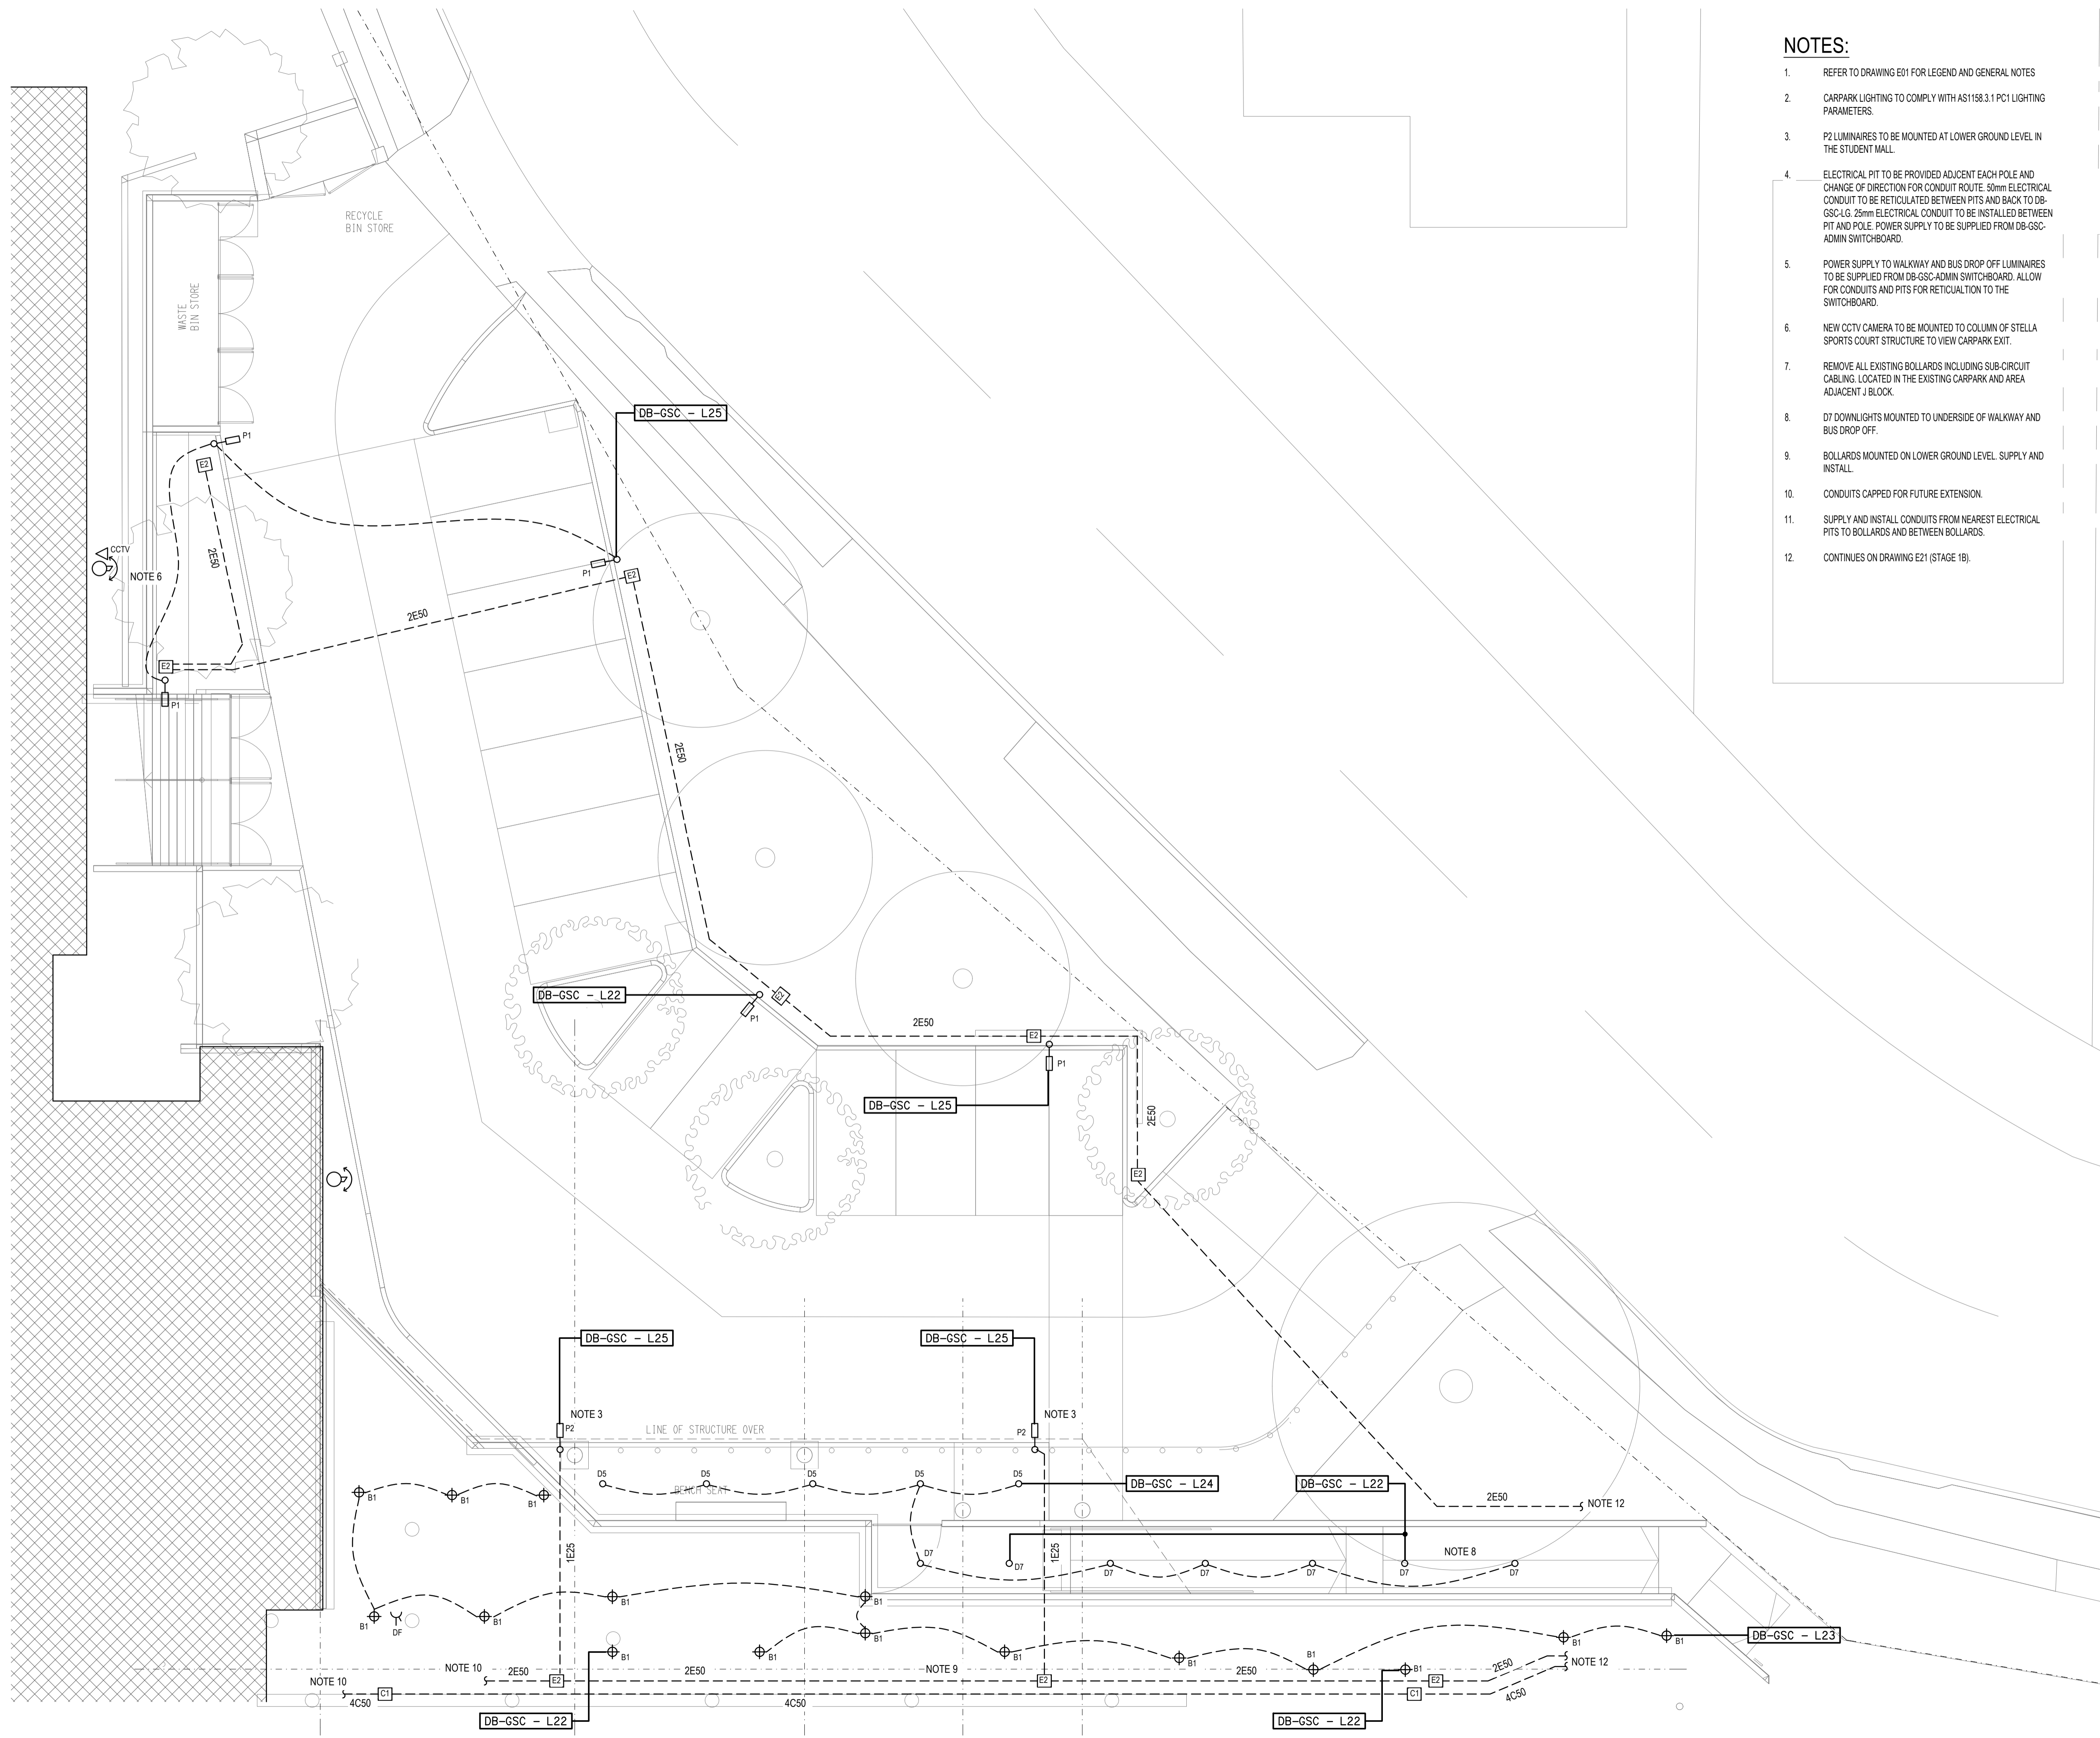 NOTES:
1. REFER TO DRAWING E01 FOR LEGEND AND GENERAL NOTES
2. CARPARK LIGHTING TO COMPLY WITH AS1158.3.1 PC1 LIGHTING
PARAMETERS.
3. P2 LUMINAIRES TO BE MOUNTED AT LOWER GROUND LEVEL IN
THE STUDENT MALL.
4. ELECTRICAL PIT TO BE PROVIDED ADJCENT EACH POLE AND
CHANGE OF DIRECTION FOR CONDUIT ROUTE. 50mm ELECTRICAL
CONDUIT TO BE RETICULATED BETWEEN PITS AND BACK TO DB-
GSC-LG. 25mm ELECTRICAL CONDUIT TO BE INSTALLED BETWEEN
PIT AND POLE. POWER SUPPLY TO BE SUPPLIED FROM DB-GSC-
ADMIN SWITCHBOARD.
5. POWER SUPPLY TO WALKWAY AND BUS DROP OFF LUMINAIRES
TO BE SUPPLIED FROM DB-GSC-ADMIN SWITCHBOARD. ALLOW
FOR CONDUITS AND PITS FOR RETICUALTION TO THE
SWITCHBOARD.
6. NEW CCTV CAMERA TO BE MOUNTED TO COLUMN OF STELLA
SPORTS COURT STRUCTURE TO VIEW CARPARK EXIT.
7. REMOVE ALL EXISTING BOLLARDS INCLUDING SUB-CIRCUIT
CABLING. LOCATED IN THE EXISTING CARPARK AND AREA
ADJACENT J BLOCK.
8. D7 DOWNLIGHTS MOUNTED TO UNDERSIDE OF WALKWAY AND
BUS DROP OFF.
9. BOLLARDS MOUNTED ON LOWER GROUND LEVEL. SUPPLY AND
INSTALL.
10. CONDUITS CAPPED FOR FUTURE EXTENSION.
11. SUPPLY AND INSTALL CONDUITS FROM NEAREST ELECTRICAL
PITS TO BOLLARDS AND BETWEEN BOLLARDS.
12. CONTINUES ON DRAWING E21 (STAGE 1B).
RECYCLE
BIN STORE
WASTE
BIN STORE
DB-GSC - L25
P1
E2
CCTV
NOTE 6
2E50
P1
E2
2E50
E2
P1
2E50
DB-GSC - L22
E2
P1
2E50
E2
P1
DB-GSC - L25
2E50
E2
DB-GSC - L25
DB-GSC - L25
NOTE 3
P2
NOTE 3
P2
LINE OF STRUCTURE OVER
D5
D5
D5
D5
D5
DB-GSC - L24
DB-GSC - L22
BENCH SEAT
B1
B1
B1
2E50
NOTE 12
1E25
1E25
D7
NOTE 8
D7
D7
D7
D7
D7
D7
B1
DF
B1
B1
B1
B1
B1
B1
B1
B1
B1
B1
B1
B1
DB-GSC - L23
NOTE 10
NOTE 10
2E50
E2
2E50
NOTE 9
E2
2E50
E2
2E50
NOTE 12
C1
4C50
4C50
C1
4C50
DB-GSC - L22
DB-GSC - L22